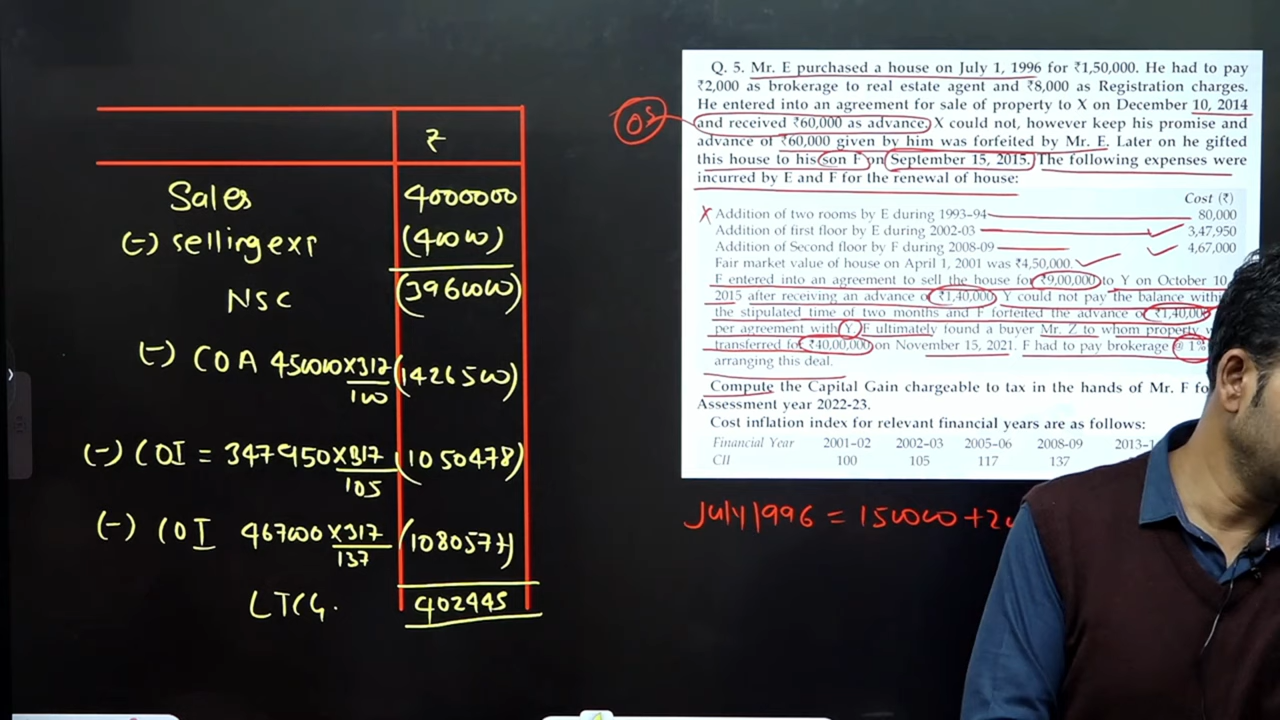 ₹
Sales 4000000
(-) selling exp (40000)
NSC (3960000)
(-) COA 450000 × 317 / 100 (1426500)
(-) COI = 347950 × 317 / 105 (1050478)
(-) COI 467000 × 317 / 137 (1080577)
LTCG. 402445
OS
Q. 5. Mr. E purchased a house on July 1, 1996 for ₹1,50,000. He had to pay
₹2,000 as brokerage to real estate agent and ₹8,000 as Registration charges.
He entered into an agreement for sale of property to X on December 10, 2014
and received ₹60,000 as advance. X could not, however keep his promise and
advance of ₹60,000 given by him was forfeited by Mr. E. Later on he gifted
this house to his son F on September 15, 2015. The following expenses were
incurred by E and F for the renewal of house:
Cost (₹)
X Addition of two rooms by E during 1993-94 80,000
Addition of first floor by E during 2002-03 3,47,950
Addition of Second floor by F during 2008-09 4,67,000
Fair market value of house on April 1, 2001 was ₹4,50,000.
F entered into an agreement to sell the house for ₹9,00,000 to Y on October 10
2015 after receiving an advance of ₹1,40,000. Y could not pay the balance with
the stipulated time of two months and F forfeited the advance of ₹1,40,00
per agreement with Y. F ultimately found a buyer Mr. Z to whom property
transferred for ₹40,00,000 on November 15, 2021. F had to pay brokerage @ 1%
arranging this deal.
Compute the Capital Gain chargeable to tax in the hands of Mr. F fo
Assessment year 2022-23.
Cost inflation index for relevant financial years are as follows:
Financial Year 2001-02 2002-03 2005-06 2008-09 2013-1
CII 100 105 117 137
July 1996 = 150000 + 20